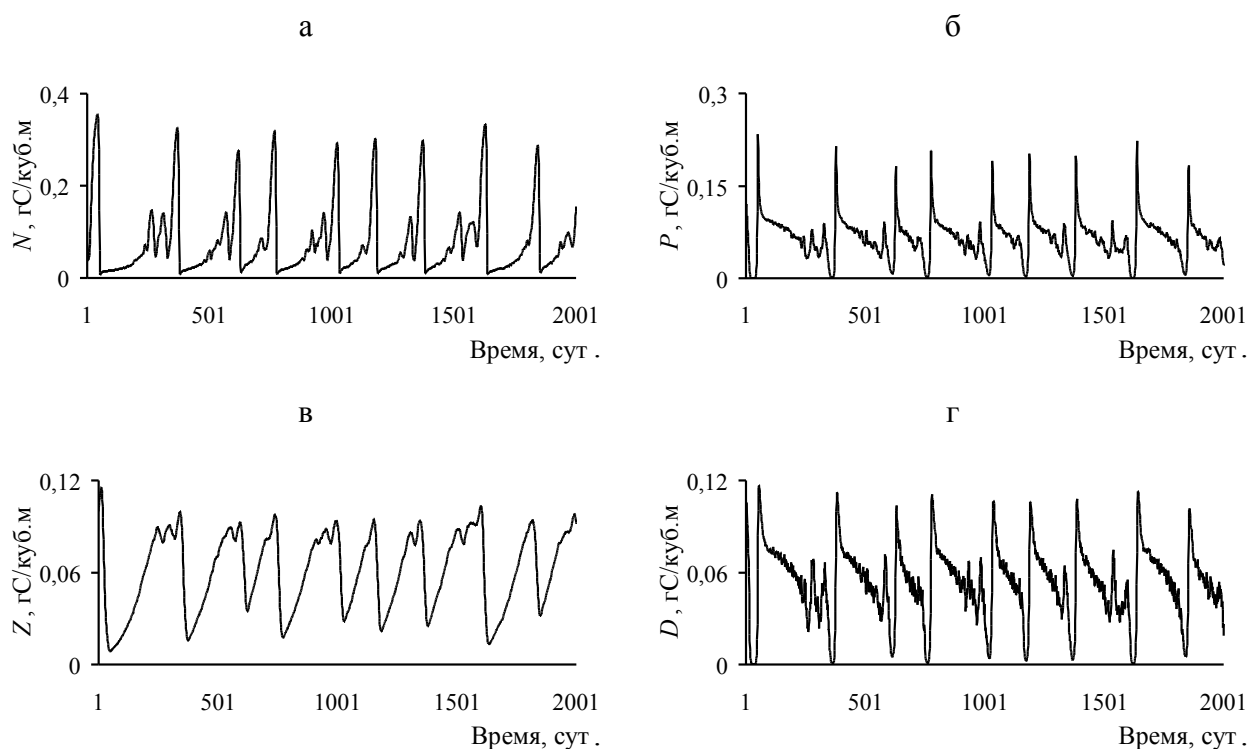 а
0,4
0,2
0
N, гС/куб.м
1 501 1001 1501 2001
Время, сут .
б
0,3
0,15
0
P, гС/куб.м
1 501 1001 1501 2001
Время, сут .
в
0,12
0,06
0
Z, гС/куб.м
1 501 1001 1501 2001
Время, сут .
г
0,12
0,06
0
D, гС/куб.м
1 501 1001 1501 2001
Время, сут .